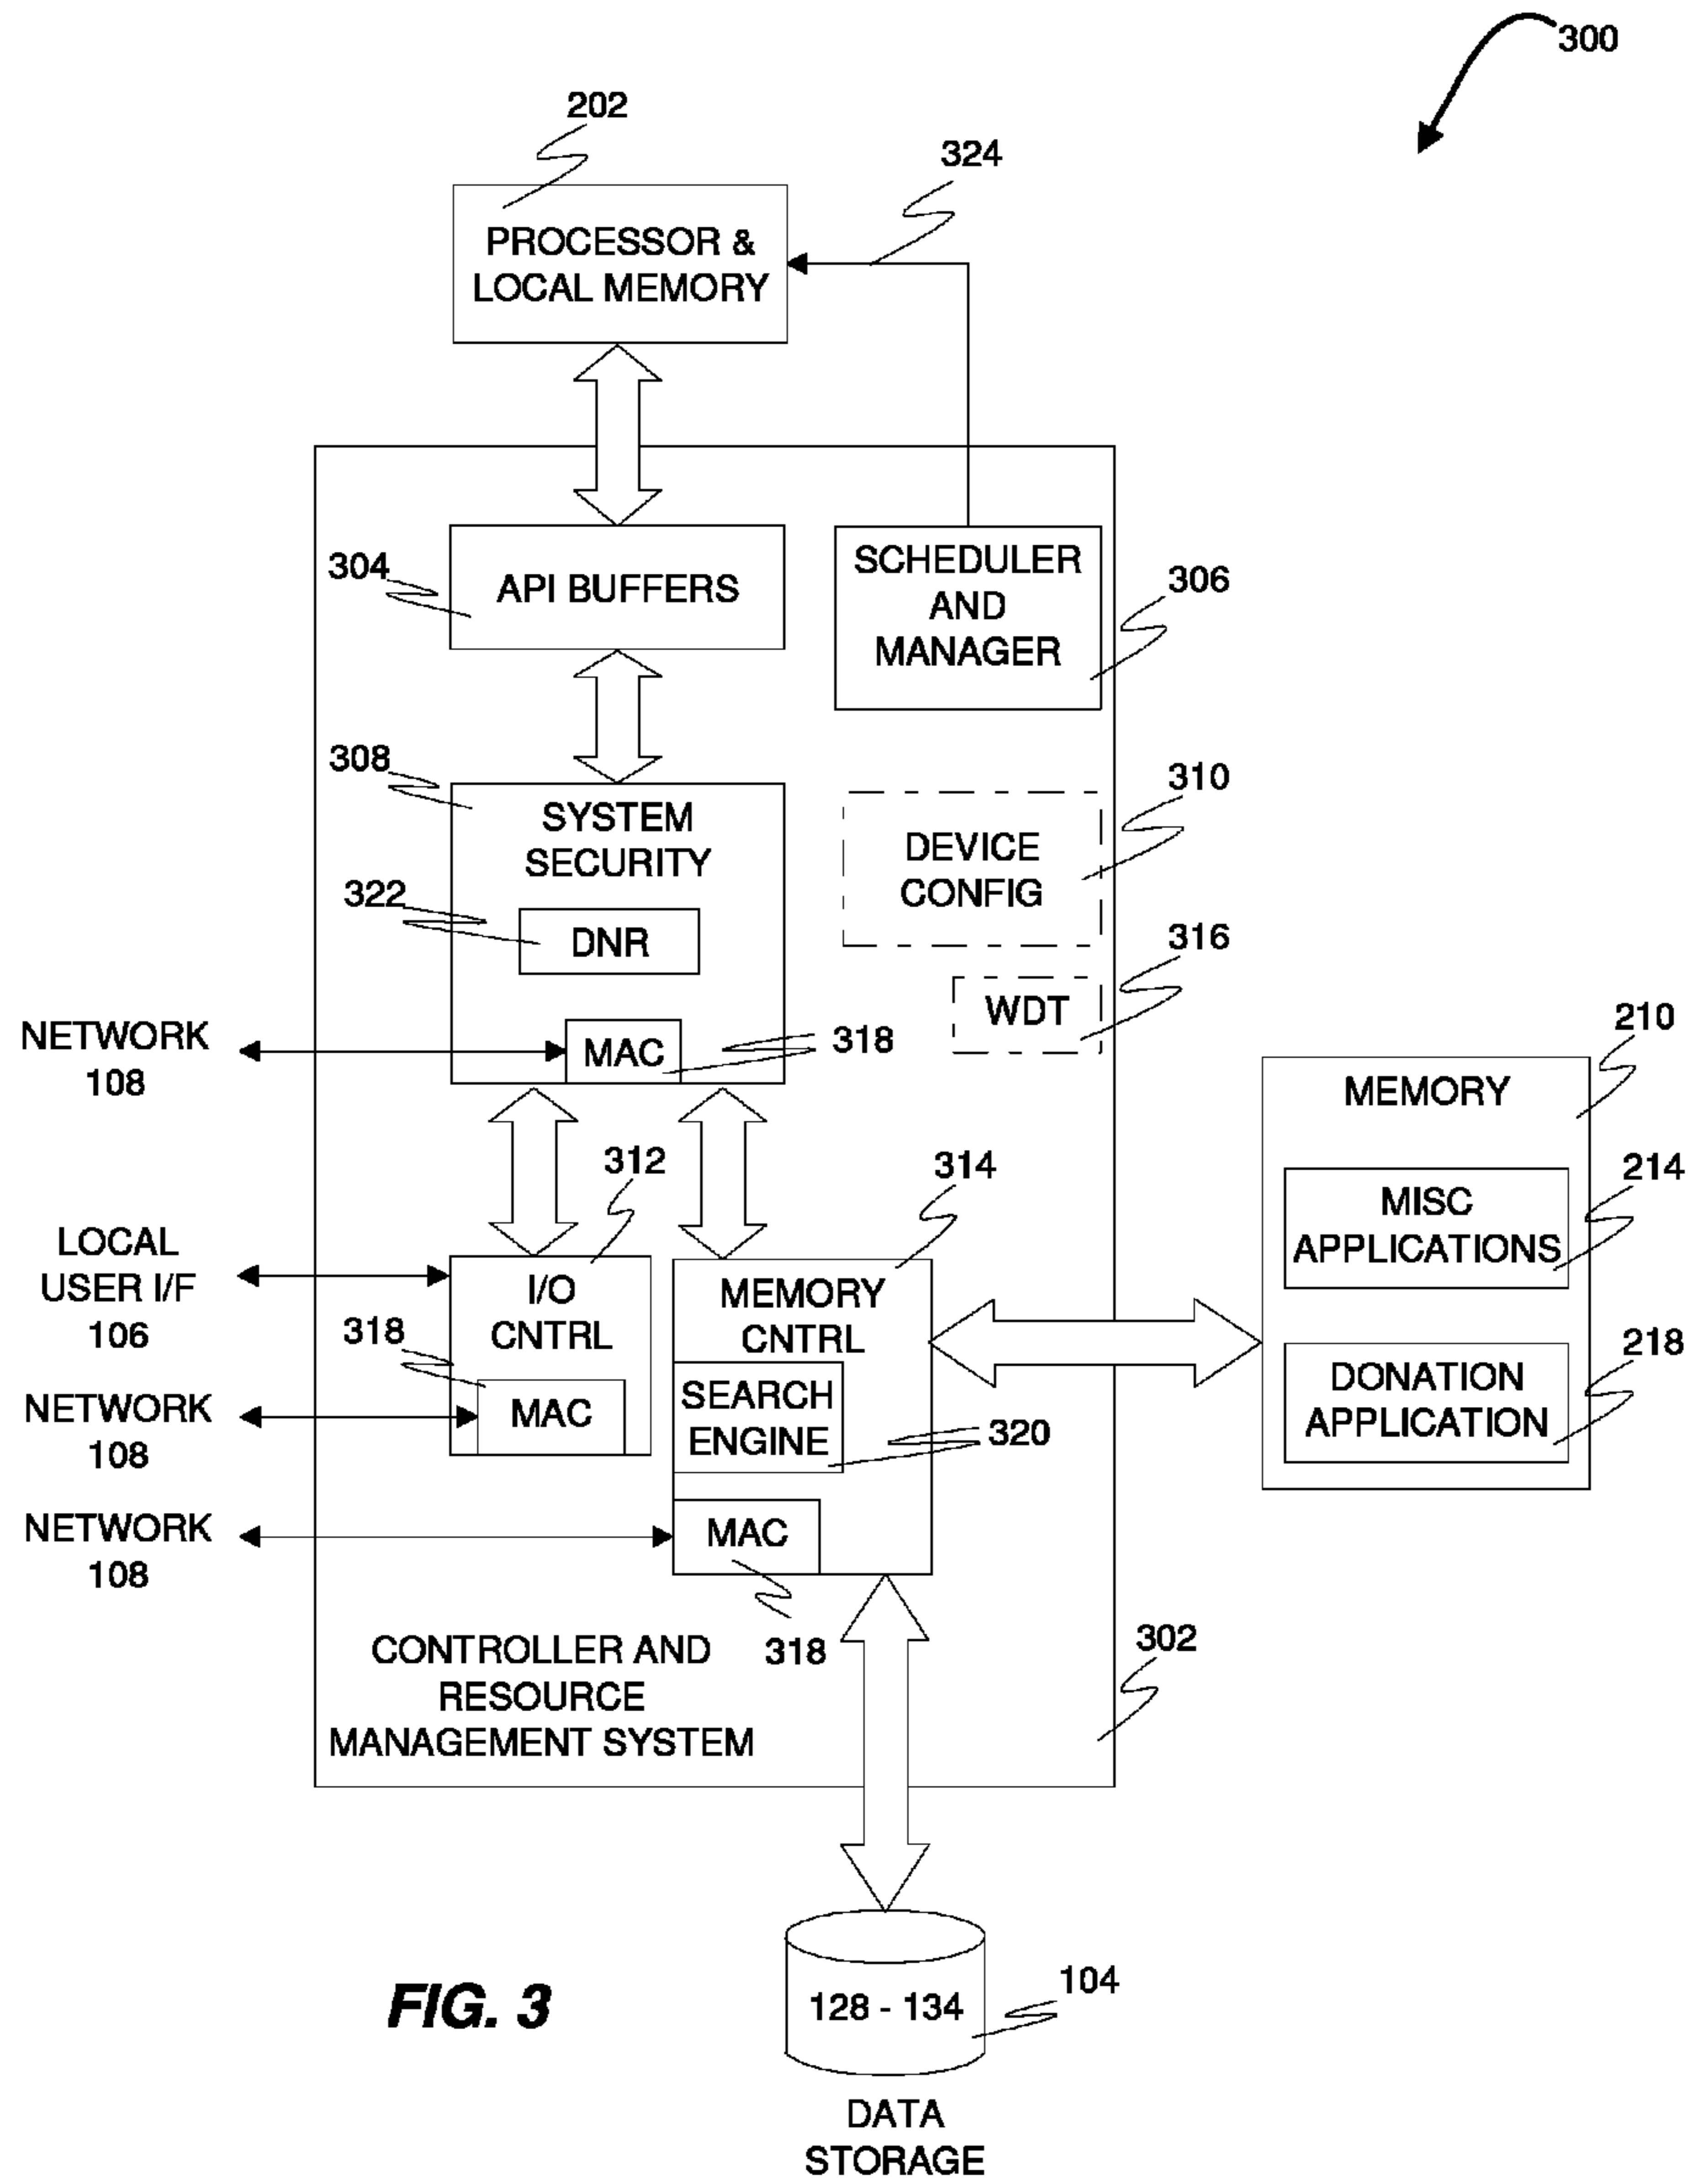 300
202
324
PROCESSOR &
LOCAL MEMORY
304
API BUFFERS
SCHEDULER
AND
MANAGER
306
308
SYSTEM
SECURITY
322
DNR
310
DEVICE
CONFIG
316
WDT
NETWORK
108
MAC
318
210
MEMORY
312
314
214
MISC
APPLICATIONS
LOCAL
USER I/F
106
I/O
CNTRL
318
MAC
MEMORY
CNTRL
SEARCH
ENGINE
320
218
DONATION
APPLICATION
NETWORK
108
NETWORK
108
MAC
318
CONTROLLER AND
RESOURCE
MANAGEMENT SYSTEM
302
FIG. 3
128 - 134
104
DATA
STORAGE